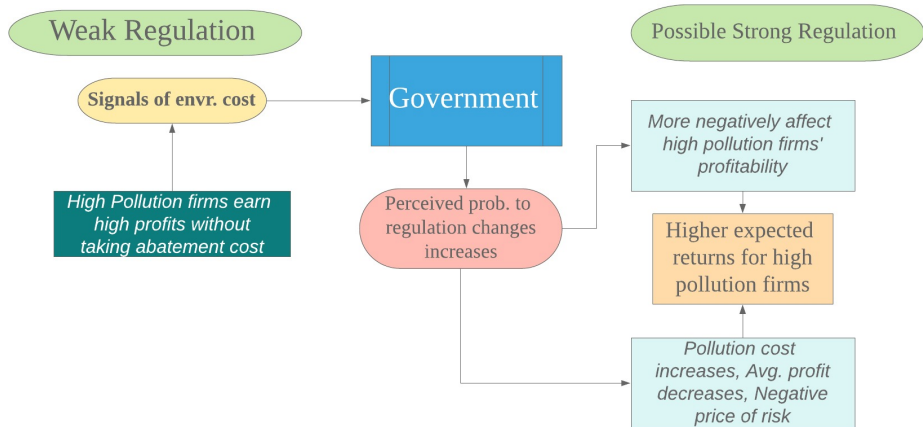 Weak Regulation
Possible Strong Regulation
Signals of envr. cost
Government
More negatively affect
high pollution firms'
profitability
High Pollution firms earn
high profits without
taking abatement cost
Perceived prob. to
regulation changes
increases
Higher expected
returns for high
pollution firms
Pollution cost
increases, Avg. profit
decreases, Negative
price of risk